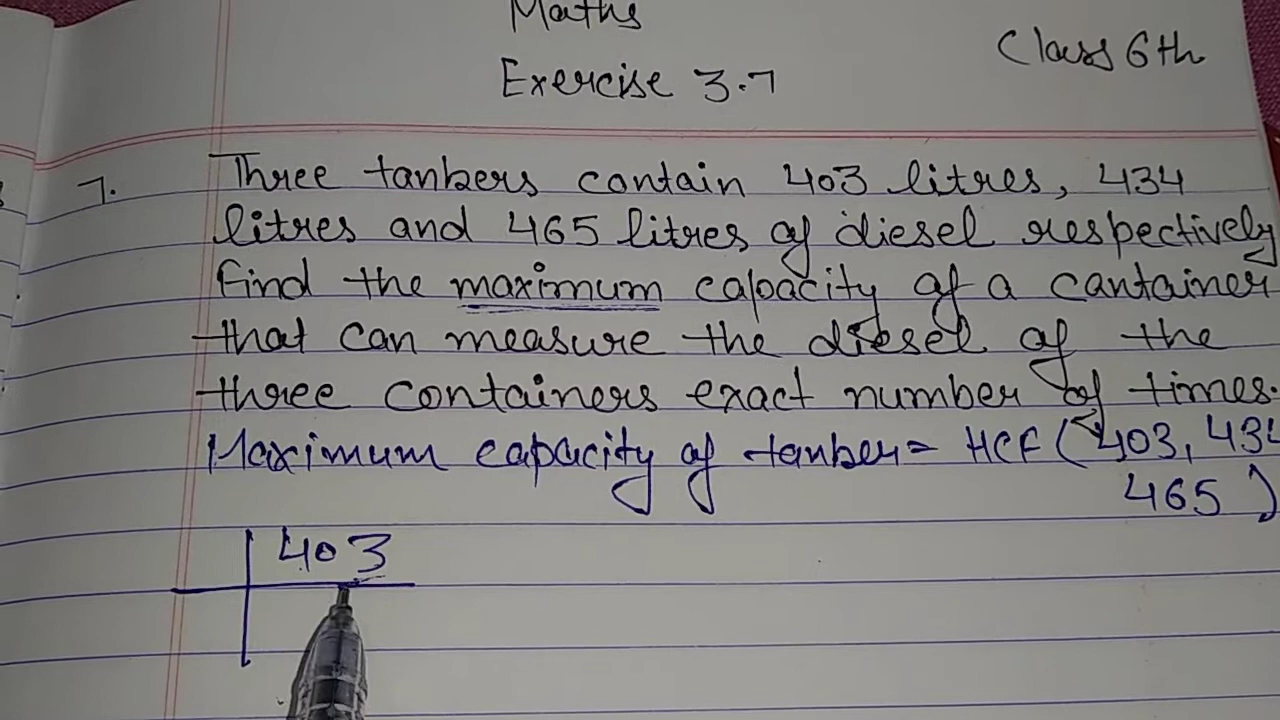 Maths
Class 6th
Exercise 3.7
7. Three tankers contain 403 litres, 434
litres and 465 litres of diesel respectively
Find the maximum capacity of a cantainer
that can measure the diesel of the
three containers exact number of times.
Maximum capacity of tanker = HCF (403, 434
465)
403